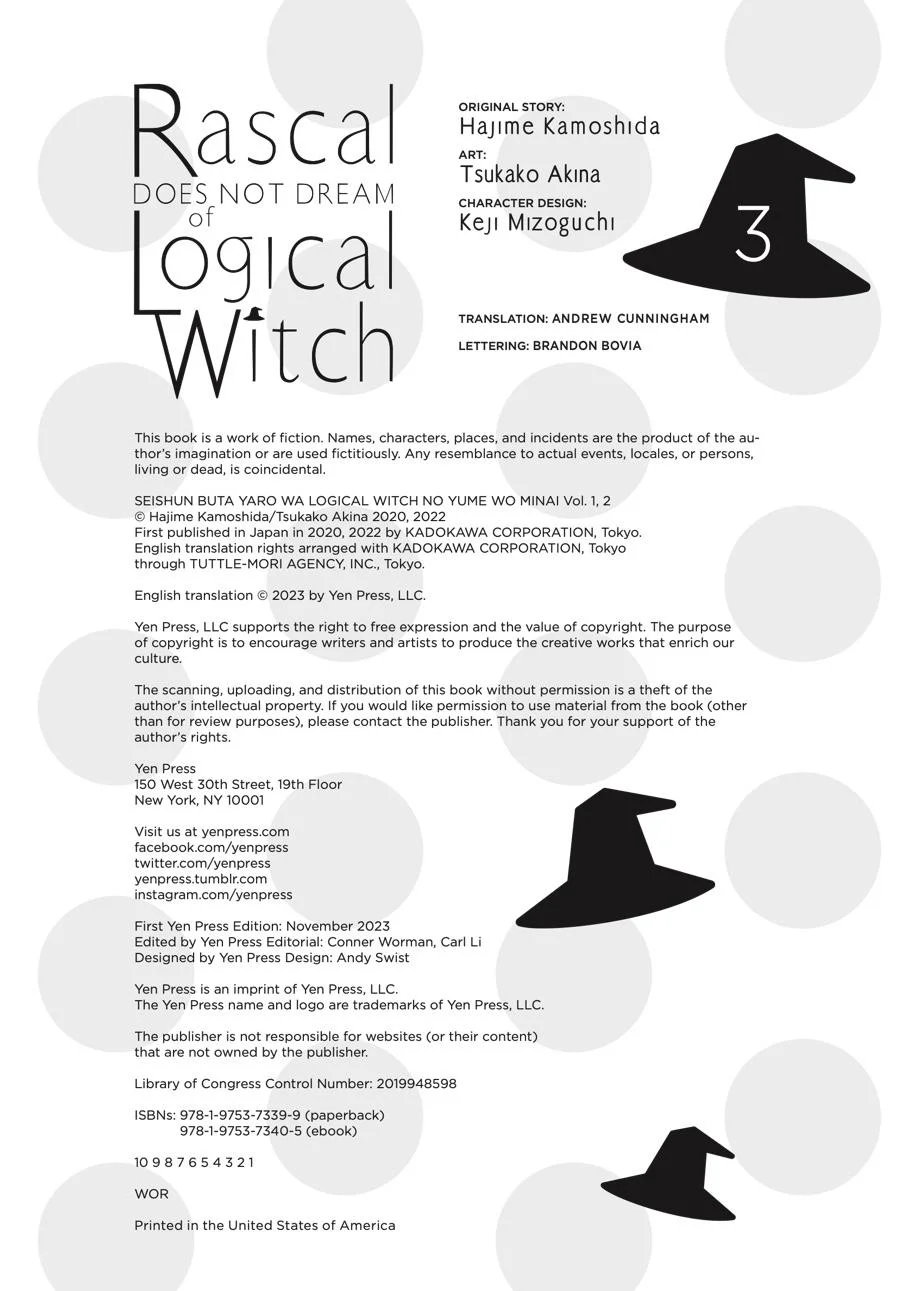 Rascal
DOES NOT DREAM
of
Logical
Witch
ORIGINAL STORY:
Hajime Kamoshida
ART:
Tsukako Akina
CHARACTER DESIGN:
Keji Mizoguchi
3
TRANSLATION: ANDREW CUNNINGHAM
LETTERING: BRANDON BOVIA
This book is a work of fiction. Names, characters, places, and incidents are the product of the au-
thor's imagination or are used fictitiously. Any resemblance to actual events, locales, or persons,
living or dead, is coincidental.
SEISHUN BUTA YARO WA LOGICAL WITCH NO YUME WO MINAI Vol. 1, 2
© Hajime Kamoshida/Tsukako Akina 2020, 2022
First published in Japan in 2020, 2022 by KADOKAWA CORPORATION, Tokyo.
English translation rights arranged with KADOKAWA CORPORATION, Tokyo
through TUTTLE-MORI AGENCY, INC., Tokyo.
English translation © 2023 by Yen Press, LLC.
Yen Press, LLC supports the right to free expression and the value of copyright. The purpose
of copyright is to encourage writers and artists to produce the creative works that enrich our
culture.
The scanning, uploading, and distribution of this book without permission is a theft of the
author's intellectual property. If you would like permission to use material from the book (other
than for review purposes), please contact the publisher. Thank you for your support of the
author's rights.
Yen Press
150 West 30th Street, 19th Floor
New York, NY 10001
Visit us at yenpress.com
facebook.com/yenpress
twitter.com/yenpress
yenpress.tumblr.com
instagram.com/yenpress
First Yen Press Edition: November 2023
Edited by Yen Press Editorial: Conner Worman, Carl Li
Designed by Yen Press Design: Andy Swist
Yen Press is an imprint of Yen Press, LLC.
The Yen Press name and logo are trademarks of Yen Press, LLC.
The publisher is not responsible for websites (or their content)
that are not owned by the publisher.
Library of Congress Control Number: 2019948598
ISBNs: 978-1-9753-7339-9 (paperback)
978-1-9753-7340-5 (ebook)
10 9 8 7 6 5 4 3 2 1
WOR
Printed in the United States of America